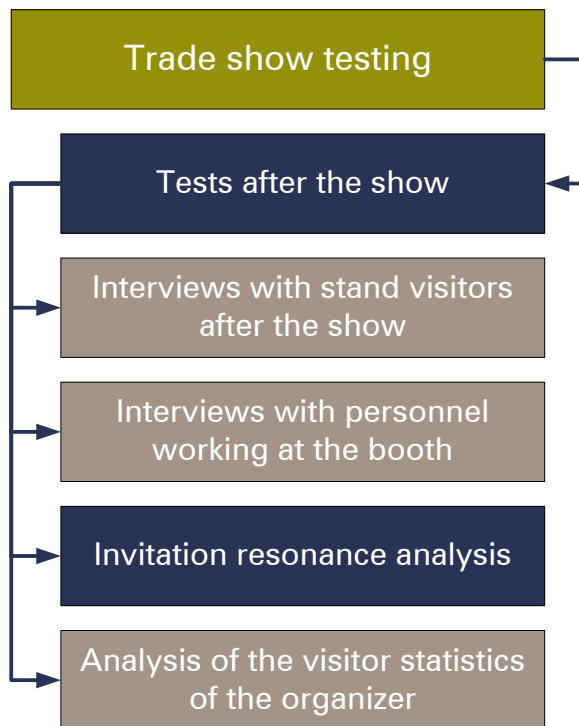 Trade show testing
Tests after the show
Interviews with stand visitors
after the show
Interviews with personnel
working at the booth
Invitation resonance analysis
Analysis of the visitor statistics
of the organizer